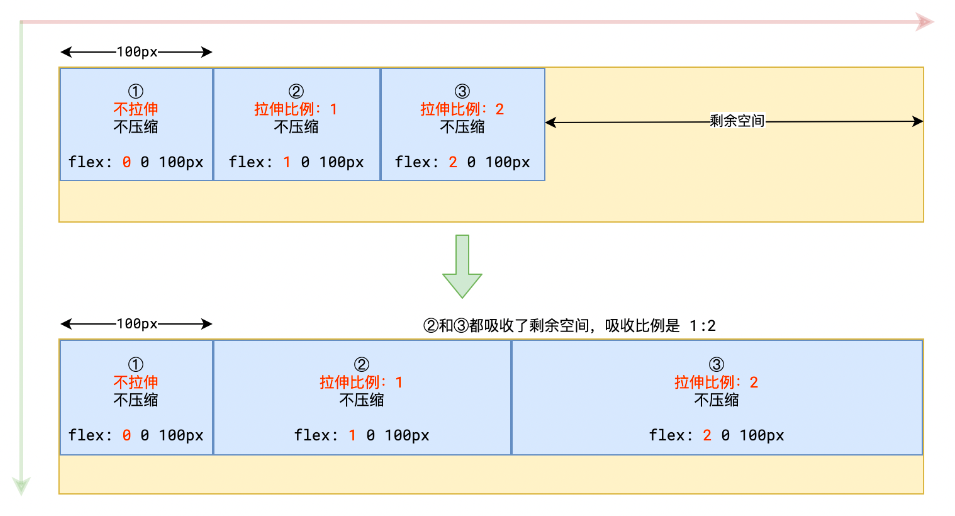 100px
①
不拉伸
不压缩
flex: 0 0 100px
②
拉伸比例：1
不压缩
flex: 1 0 100px
③
拉伸比例：2
不压缩
flex: 2 0 100px
剩余空间
100px
②和③都吸收了剩余空间，吸收比例是 1:2
①
不拉伸
不压缩
flex: 0 0 100px
②
拉伸比例：1
不压缩
flex: 1 0 100px
③
拉伸比例：2
不压缩
flex: 2 0 100px